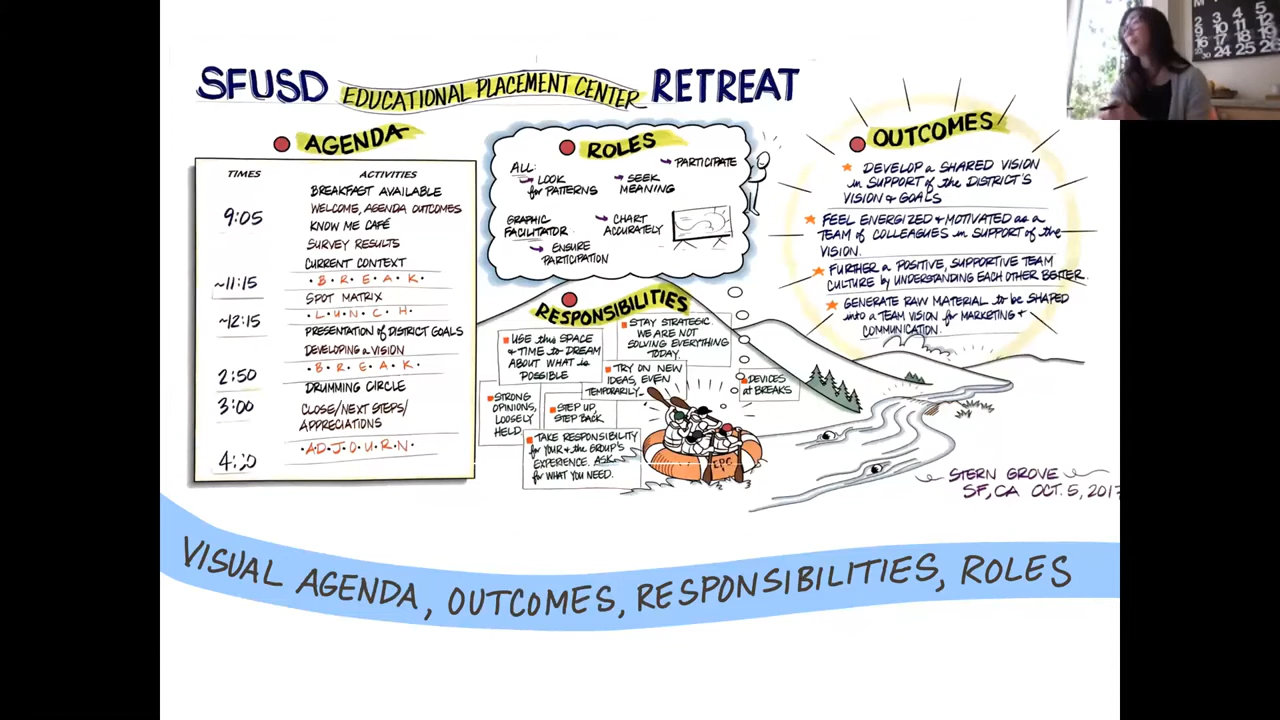 SFUSD EDUCATIONAL PLACEMENT CENTER RETREAT
AGENDA
TIMES ACTIVITIES
BREAKFAST AVAILABLE
9:05 WELCOME, AGENDA OUTCOMES
KNOW ME CAFÉ
SURVEY RESULTS
CURRENT CONTEXT
~11:15 •B•R•E•A•K•
SPOT MATRIX
~12:15 •L•U•N•C•H•
PRESENTATION of DISTRICT GOALS
DEVELOPING a VISION
2:50 •B•R•E•A•K•
DRUMMING CIRCLE
3:00 CLOSE/NEXT STEPS/
APPRECIATIONS
•A•D•J•O•U•R•N•
ROLES
ALL:
LOOK
for PATTERNS
SEEK
MEANING
PARTICIPATE
GRAPHIC
FACILITATOR
CHART
ACCURATELY
ENSURE
PARTICIPATION
RESPONSIBILITIES
USE this SPACE
& TIME to DREAM
ABOUT WHAT is
POSSIBLE
STAY STRATEGIC.
WE ARE NOT
SOLVING EVERYTHING
TODAY.
TRY ON NEW
IDEAS, EVEN
TEMPORARILY
DEVICES
at BREAKS
STRONG
OPINIONS,
LOOSELY
HELD.
STEP UP,
STEP BACK
TAKE RESPONSIBILITY
for YOUR & the GROUP'S
EXPERIENCE. ASK
for WHAT YOU NEED.
EPC
OUTCOMES
DEVELOP a SHARED VISION
in SUPPORT of the DISTRICT'S
VISION & GOALS
FEEL ENERGIZED & MOTIVATED as a
TEAM of COLLEAGUES in SUPPORT of the
VISION.
FURTHER a POSITIVE, SUPPORTIVE TEAM
CULTURE by UNDERSTANDING EACH OTHER BETTER.
GENERATE RAW MATERIAL to be SHAPED
into a TEAM VISION for MARKETING &
COMMUNICATION.
STERN GROVE
SF, CA OCT. 5, 2017
VISUAL AGENDA, OUTCOMES, RESPONSIBILITIES, ROLES